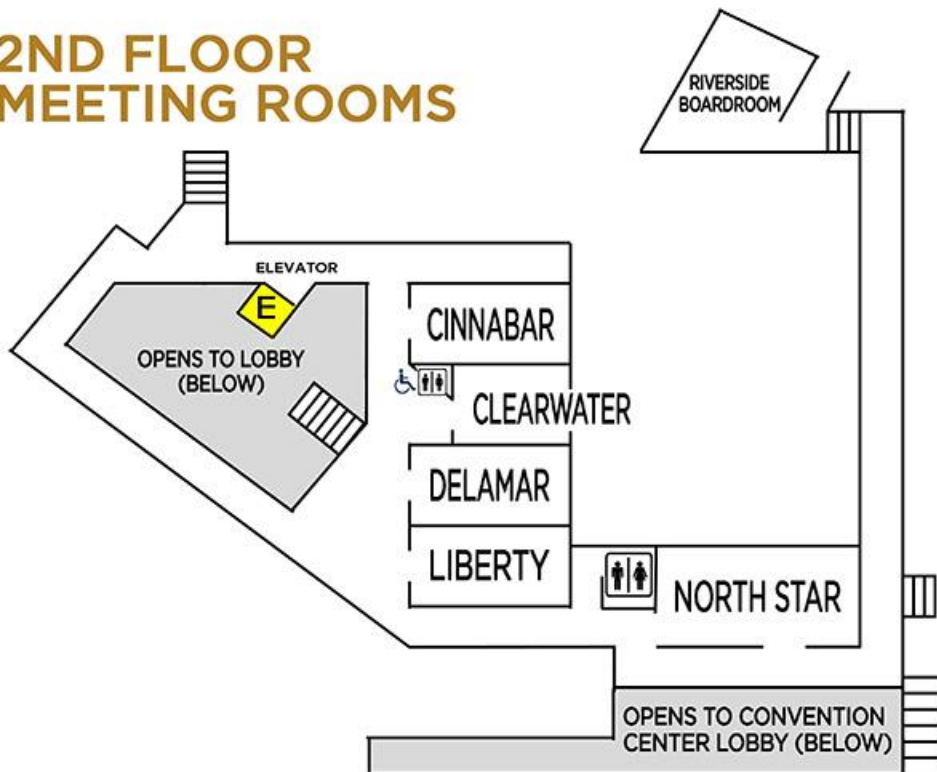 2ND FLOOR
MEETING ROOMS
RIVERSIDE
BOARDROOM
ELEVATOR
E
CINNABAR
OPENS TO LOBBY
(BELOW)
CLEARWATER
DELAMAR
LIBERTY
NORTH STAR
OPENS TO CONVENTION
CENTER LOBBY (BELOW)